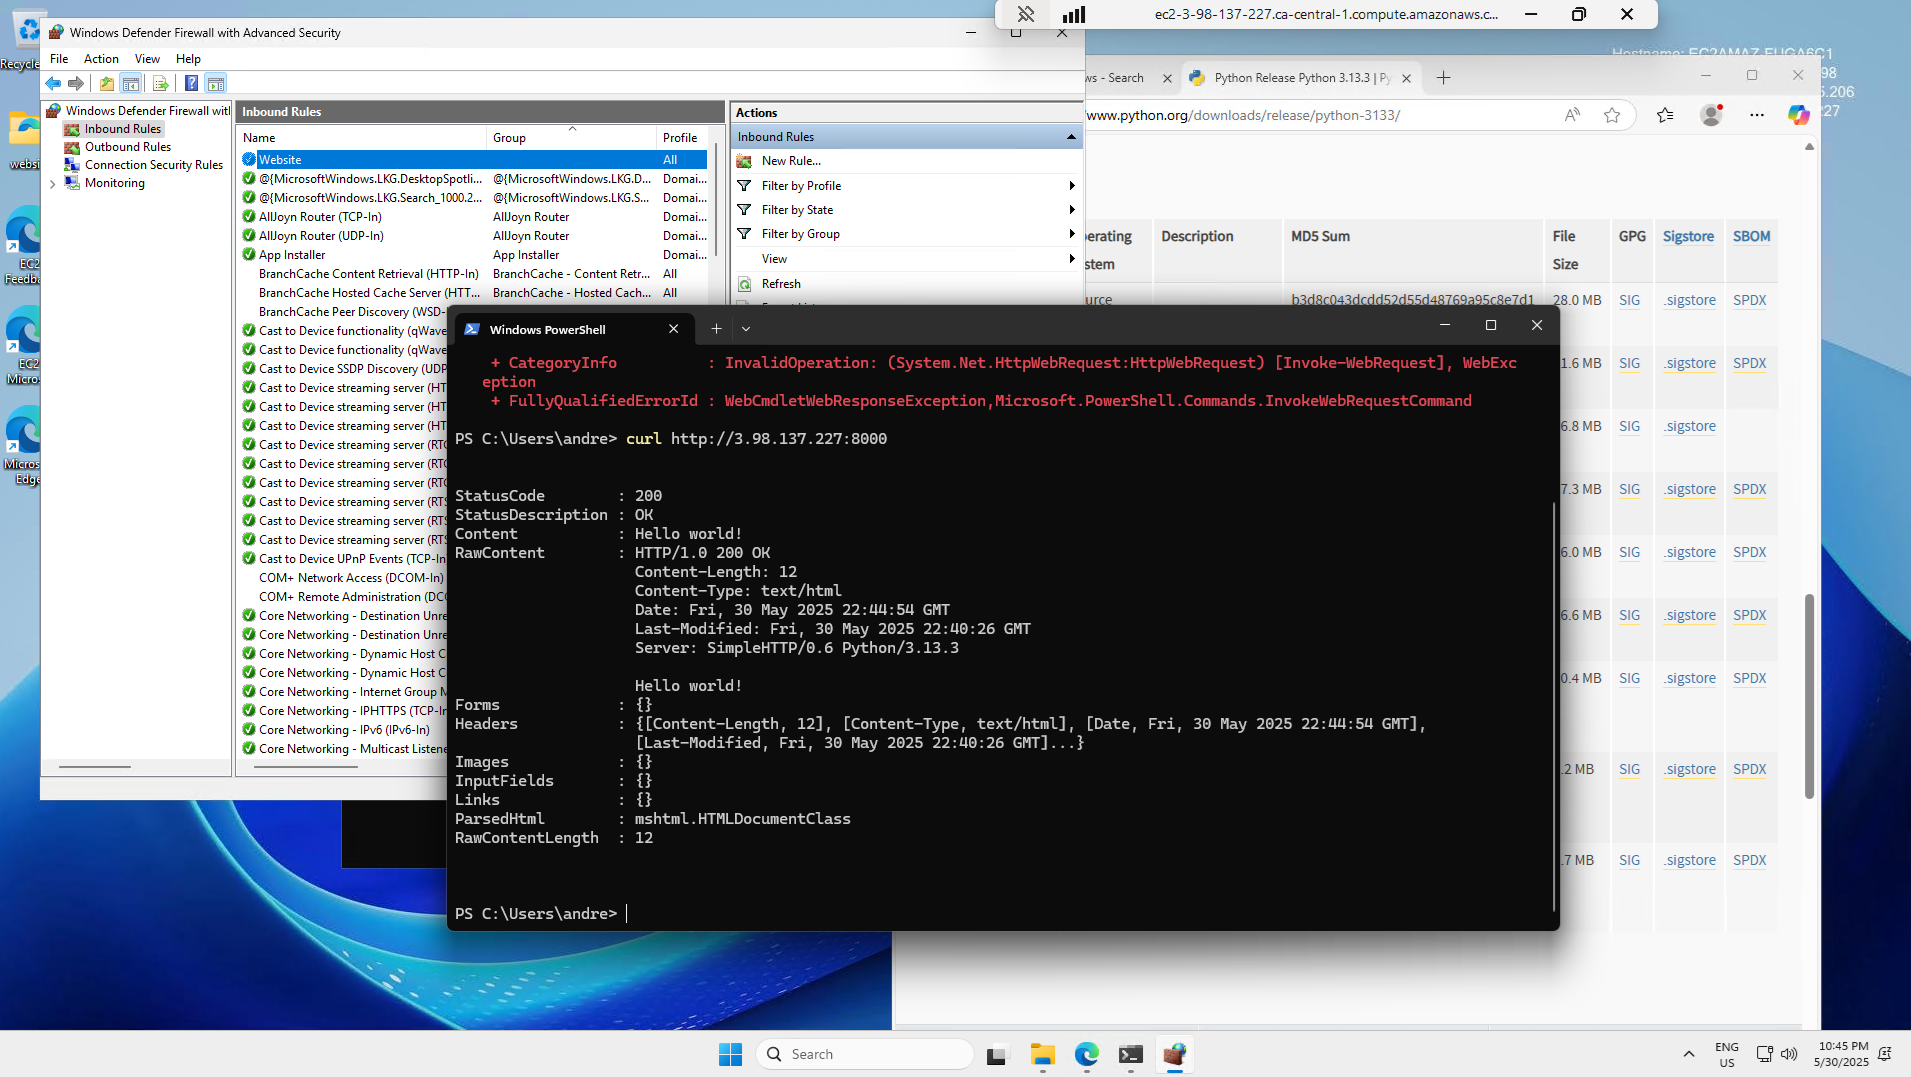 Recycle
websi
EC2
Feedba
EC2
Micros
Micros
Edge
Windows Defender Firewall with Advanced Security
File Action View Help
Windows Defender Firewall witl
Inbound Rules
Outbound Rules
Connection Security Rules
Monitoring
Inbound Rules
Name Group Profile
Website All
@{MicrosoftWindows.LKG.DesktopSpotli... @{MicrosoftWindows.LKG.D... Domai...
@{MicrosoftWindows.LKG.Search_1000.2... @{MicrosoftWindows.LKG.S... Domai...
AllJoyn Router (TCP-In) AllJoyn Router Domai...
AllJoyn Router (UDP-In) AllJoyn Router Domai...
App Installer App Installer Domai...
BranchCache Content Retrieval (HTTP-In) BranchCache - Content Retr... All
BranchCache Hosted Cache Server (HTT... BranchCache - Hosted Cach... All
BranchCache Peer Discovery (WSD-
Cast to Device functionality (qWave
Cast to Device functionality (qWave
Cast to Device SSDP Discovery (UDP
Cast to Device streaming server (HT
Cast to Device streaming server (HT
Cast to Device streaming server (HT
Cast to Device streaming server (RTC
Cast to Device streaming server (RTC
Cast to Device streaming server (RTC
Cast to Device streaming server (RTS
Cast to Device streaming server (RTS
Cast to Device streaming server (RTS
Cast to Device UPnP Events (TCP-In
COM+ Network Access (DCOM-In)
COM+ Remote Administration (DCO
Core Networking - Destination Unre
Core Networking - Destination Unre
Core Networking - Dynamic Host C
Core Networking - Dynamic Host C
Core Networking - Internet Group M
Core Networking - IPHTTPS (TCP-In
Core Networking - IPv6 (IPv6-In)
Core Networking - Multicast Listene
Actions
Inbound Rules
New Rule...
Filter by Profile
Filter by State
Filter by Group
View
Refresh
ec2-3-98-137-227.ca-central-1.compute.amazonaws.c...
Hostname: EC2AMAZ-EUGA6C1
98
5.206
227
ws - Search
Python Release Python 3.13.3 | Py
www.python.org/downloads/release/python-3133/
erating
stem
Description
MD5 Sum
File
Size
GPG
Sigstore
SBOM
urce b3d8c043dcdd52d55d48769a95c8e7d1 28.0 MB SIG .sigstore SPDX
1.6 MB SIG .sigstore SPDX
6.8 MB SIG .sigstore
7.3 MB SIG .sigstore SPDX
6.0 MB SIG .sigstore SPDX
6.6 MB SIG .sigstore SPDX
0.4 MB SIG .sigstore SPDX
.2 MB SIG .sigstore SPDX
.7 MB SIG .sigstore SPDX
Windows PowerShell
+ CategoryInfo : InvalidOperation: (System.Net.HttpWebRequest:HttpWebRequest) [Invoke-WebRequest], WebExc
eption
+ FullyQualifiedErrorId : WebCmdletWebResponseException,Microsoft.PowerShell.Commands.InvokeWebRequestCommand
PS C:\Users\andre> curl http://3.98.137.227:8000
StatusCode : 200
StatusDescription : OK
Content : Hello world!
RawContent : HTTP/1.0 200 OK
Content-Length: 12
Content-Type: text/html
Date: Fri, 30 May 2025 22:44:54 GMT
Last-Modified: Fri, 30 May 2025 22:40:26 GMT
Server: SimpleHTTP/0.6 Python/3.13.3
Hello world!
Forms : {}
Headers : {[Content-Length, 12], [Content-Type, text/html], [Date, Fri, 30 May 2025 22:44:54 GMT],
[Last-Modified, Fri, 30 May 2025 22:40:26 GMT]...}
Images : {}
InputFields : {}
Links : {}
ParsedHtml : mshtml.HTMLDocumentClass
RawContentLength : 12
PS C:\Users\andre>
Search
ENG
US
10:45 PM
5/30/2025